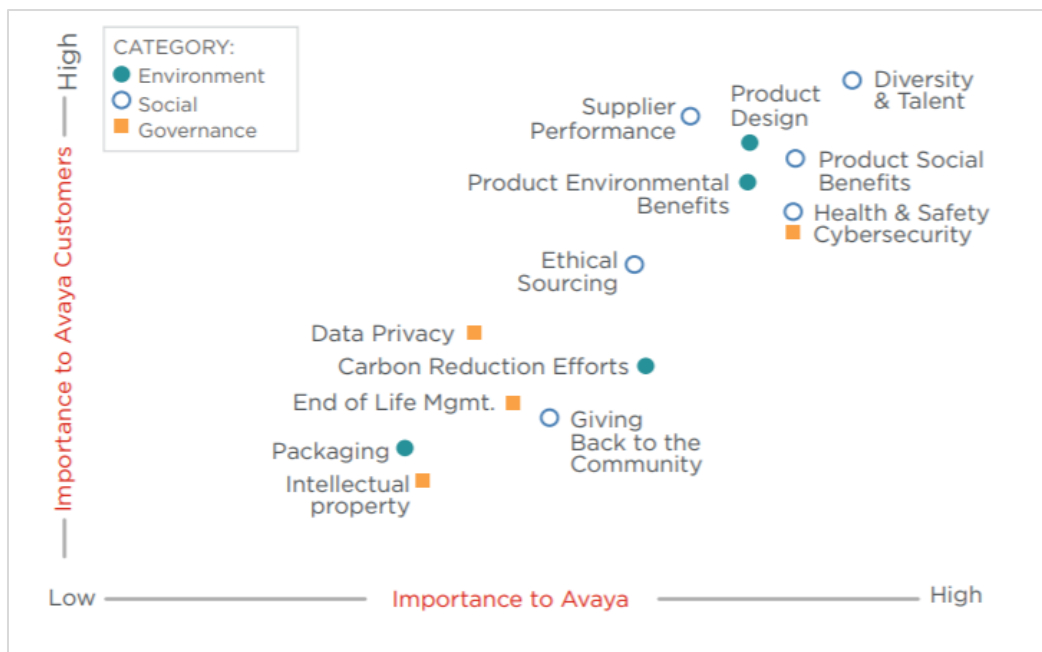 High
CATEGORY:
Environment
Social
Governance
Importance to Avaya Customers
Diversity
& Talent
Product
Design
Supplier
Performance
Product Social
Benefits
Product Environmental
Benefits
Health & Safety
Cybersecurity
Ethical
Sourcing
Data Privacy
Carbon Reduction Efforts
End of Life Mgmt.
Giving
Back to the
Community
Packaging
Intellectual
property
Low
Importance to Avaya
High